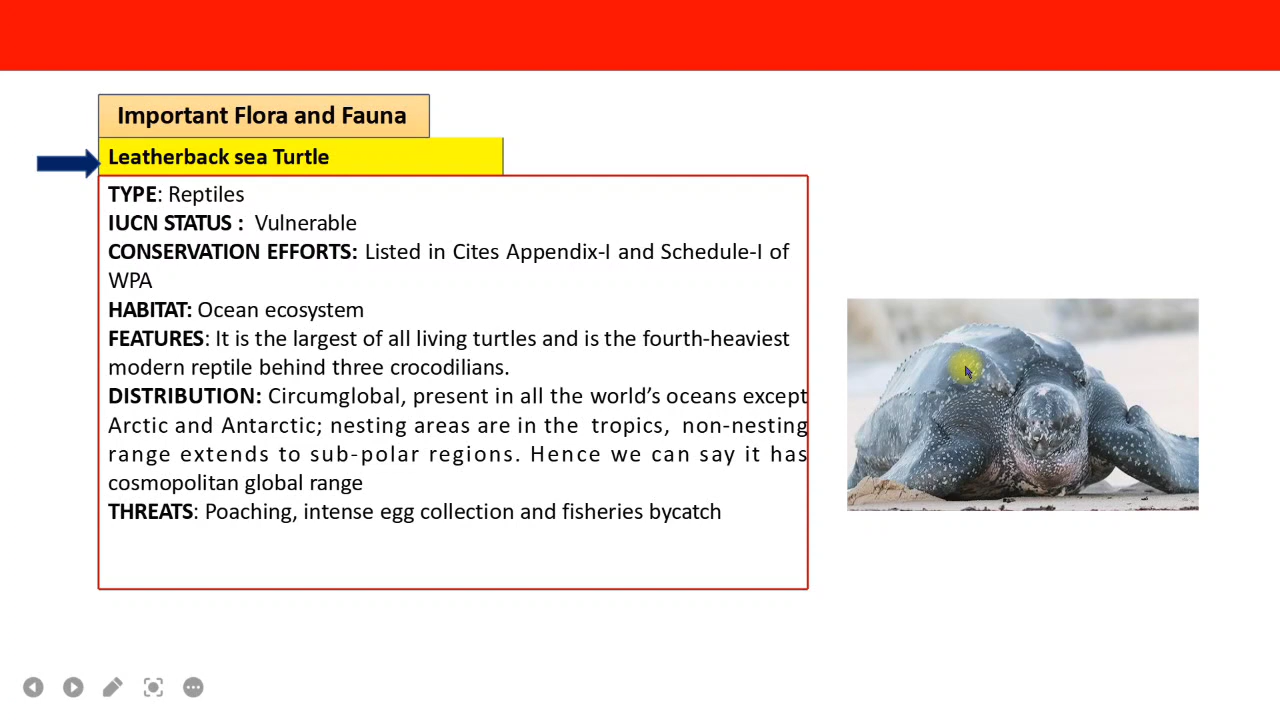 Important Flora and Fauna
Leatherback sea Turtle
TYPE: Reptiles
IUCN STATUS :  Vulnerable
CONSERVATION EFFORTS: Listed in Cites Appendix-I and Schedule-I of
WPA
HABITAT: Ocean ecosystem
FEATURES: It is the largest of all living turtles and is the fourth-heaviest
modern reptile behind three crocodilians.
DISTRIBUTION: Circumglobal, present in all the world’s oceans except
Arctic and Antarctic; nesting areas are in the tropics, non-nesting
range extends to sub-polar regions. Hence we can say it has
cosmopolitan global range
THREATS: Poaching, intense egg collection and fisheries bycatch